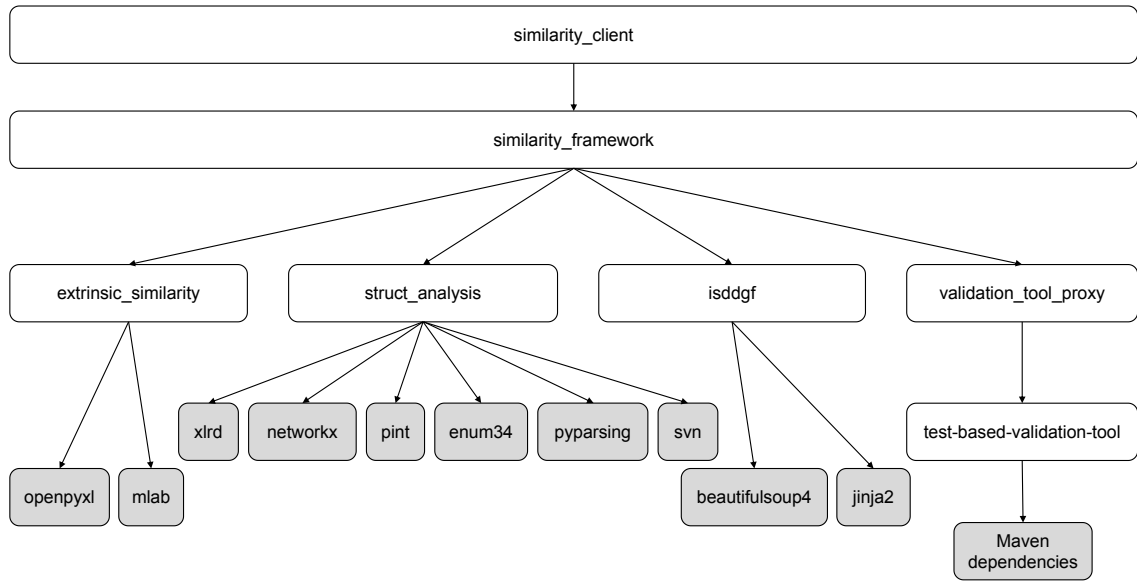 similarity_client
similarity_framework
extrinsic_similarity
struct_analysis
isddgf
validation_tool_proxy
xlrd
networkx
pint
enum34
pyparsing
svn
test-based-validation-tool
openpyxl
mlab
beautifulsoup4
jinja2
Maven
dependencies